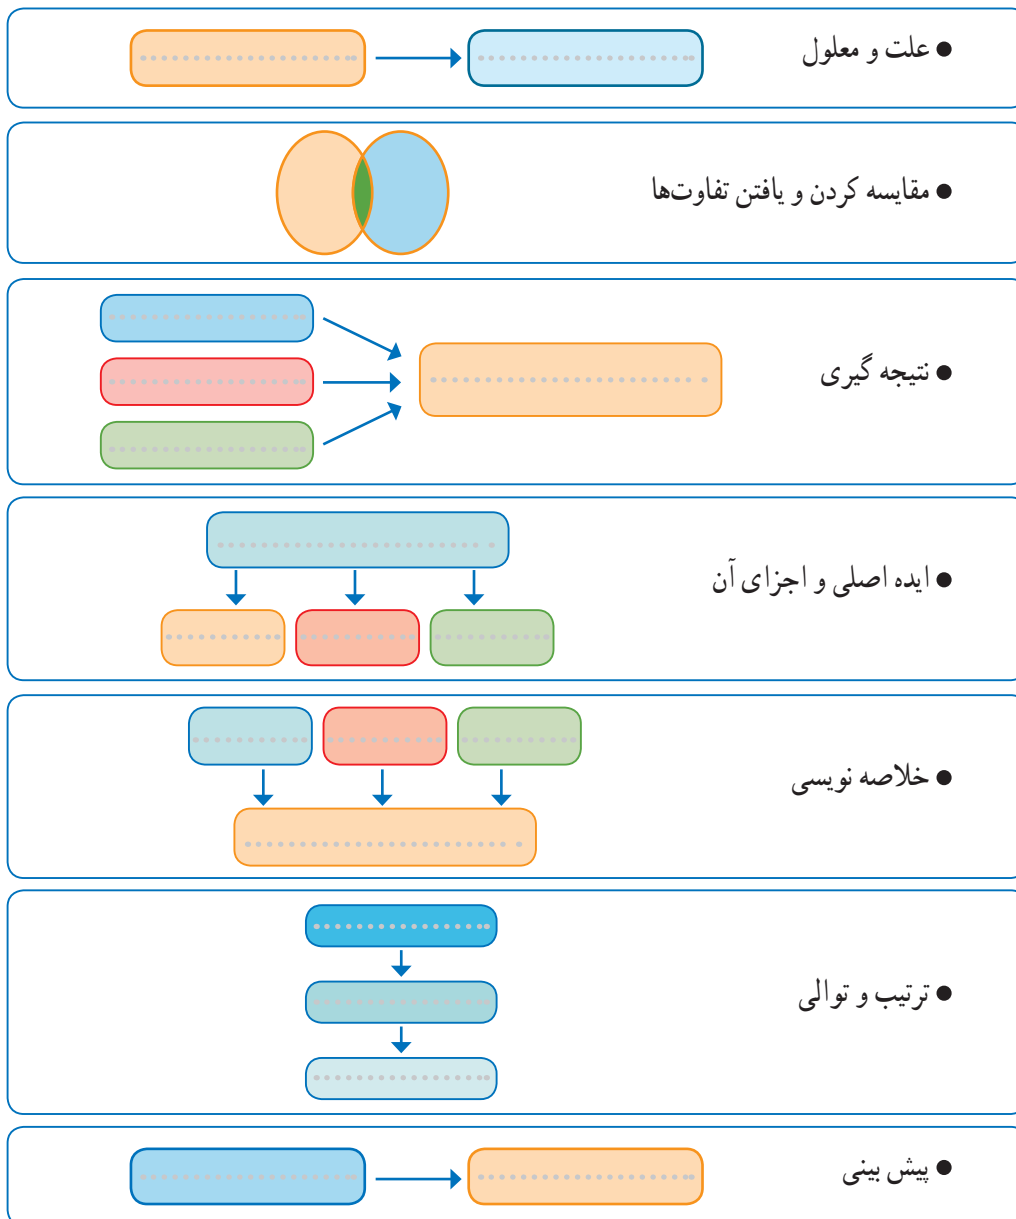 ● علت و معلول
● مقایسه کردن و یافتن تفاوت‌ها
● نتیجه گیری
● ایده اصلی و اجزای آن
● خلاصه نویسی
● ترتیب و توالی
● پیش بینی